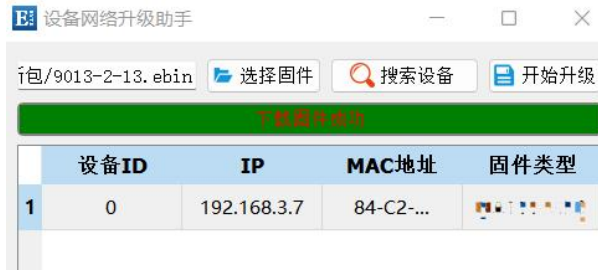 设备网络升级助手
行包/9013-2-13.ebin 选择固件 搜索设备 开始升级
下载固件成功
设备ID IP MAC地址 固件类型
1 0 192.168.3.7 84-C2-...